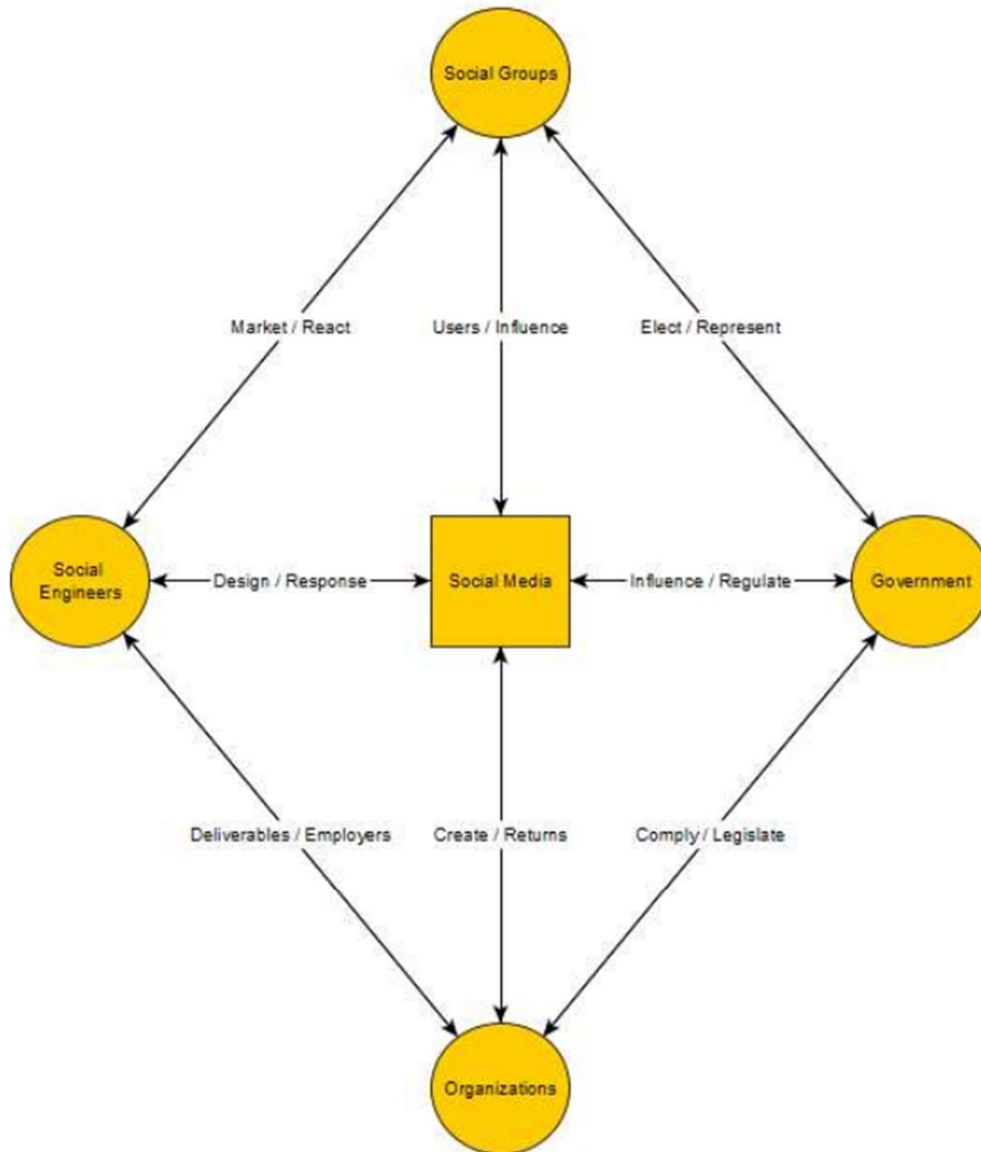 Social Groups
Market / React
Users / Influence
Elect / Represent
Social
Engineers
Design / Response
Social Media
Influence / Regulate
Government
Deliverables / Employers
Create / Returns
Comply / Legislate
Organizations